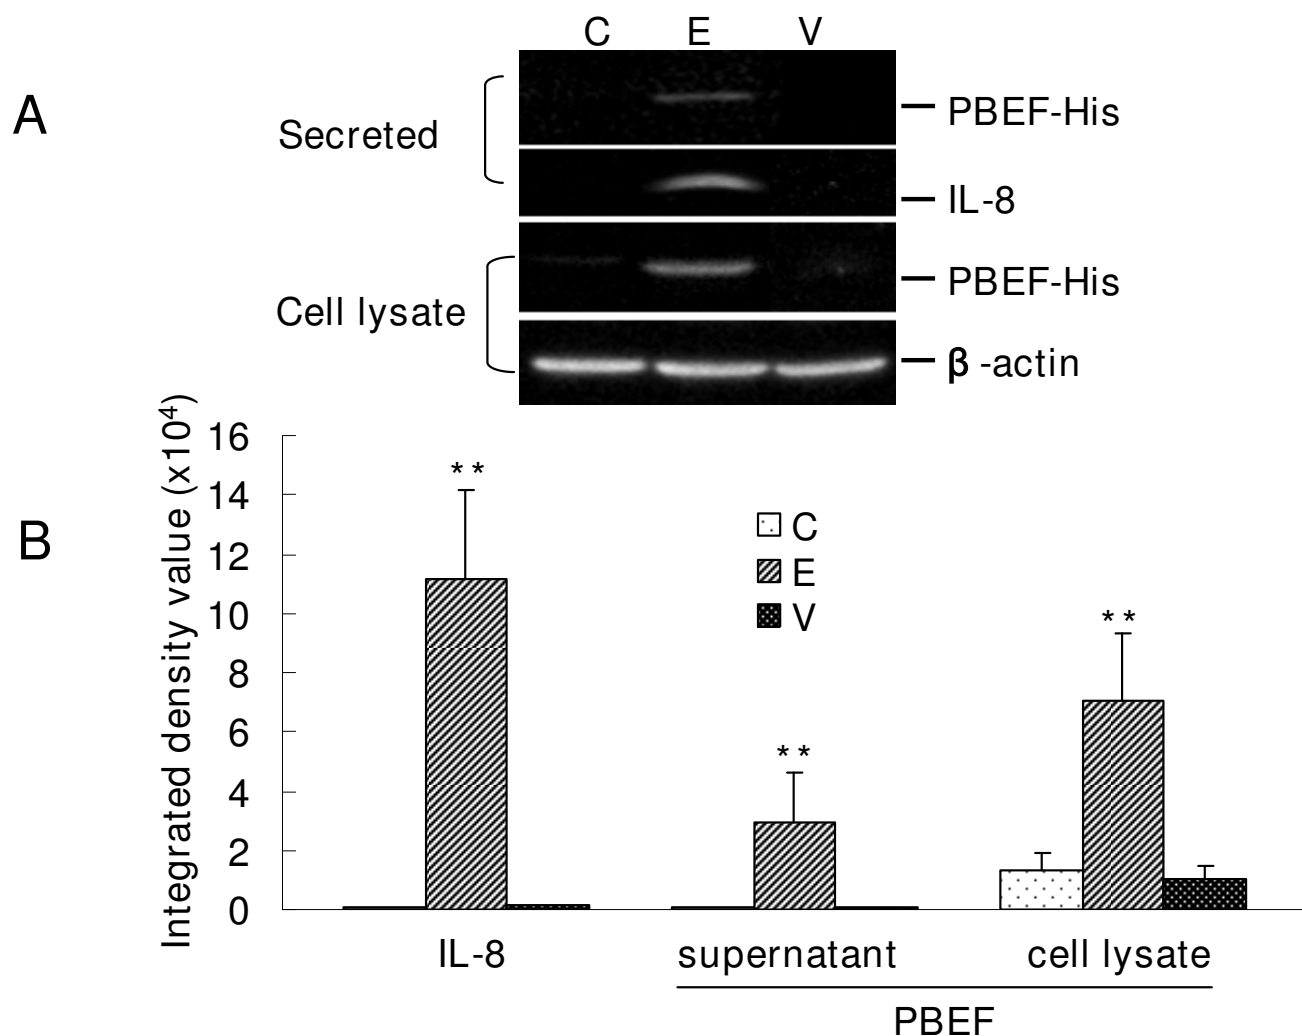 C E V
A
Secreted
PBEF-His
IL-8
Cell lysate
PBEF-His
β -actin
B
Integrated density value (x10⁴)
16
14
12
10
8
6
4
2
0
**
**
**
C
E
V
IL-8 supernatant cell lysate
PBEF